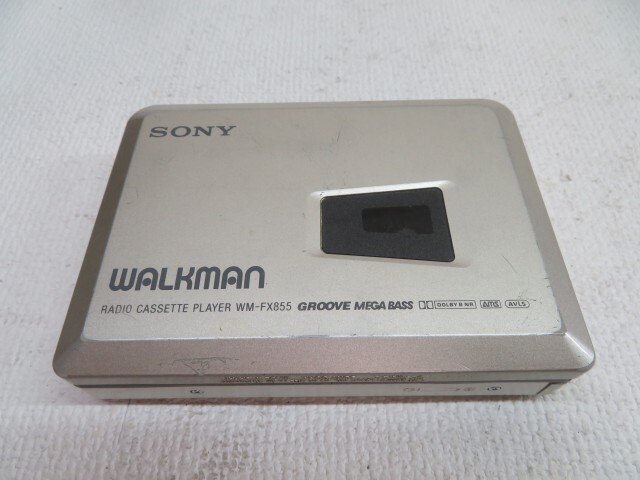 SONY
WALKMAN
RADIO CASSETTE PLAYER WM-FX855 GROOVE MEGA BASS DOLBY B NR AMS AVLS